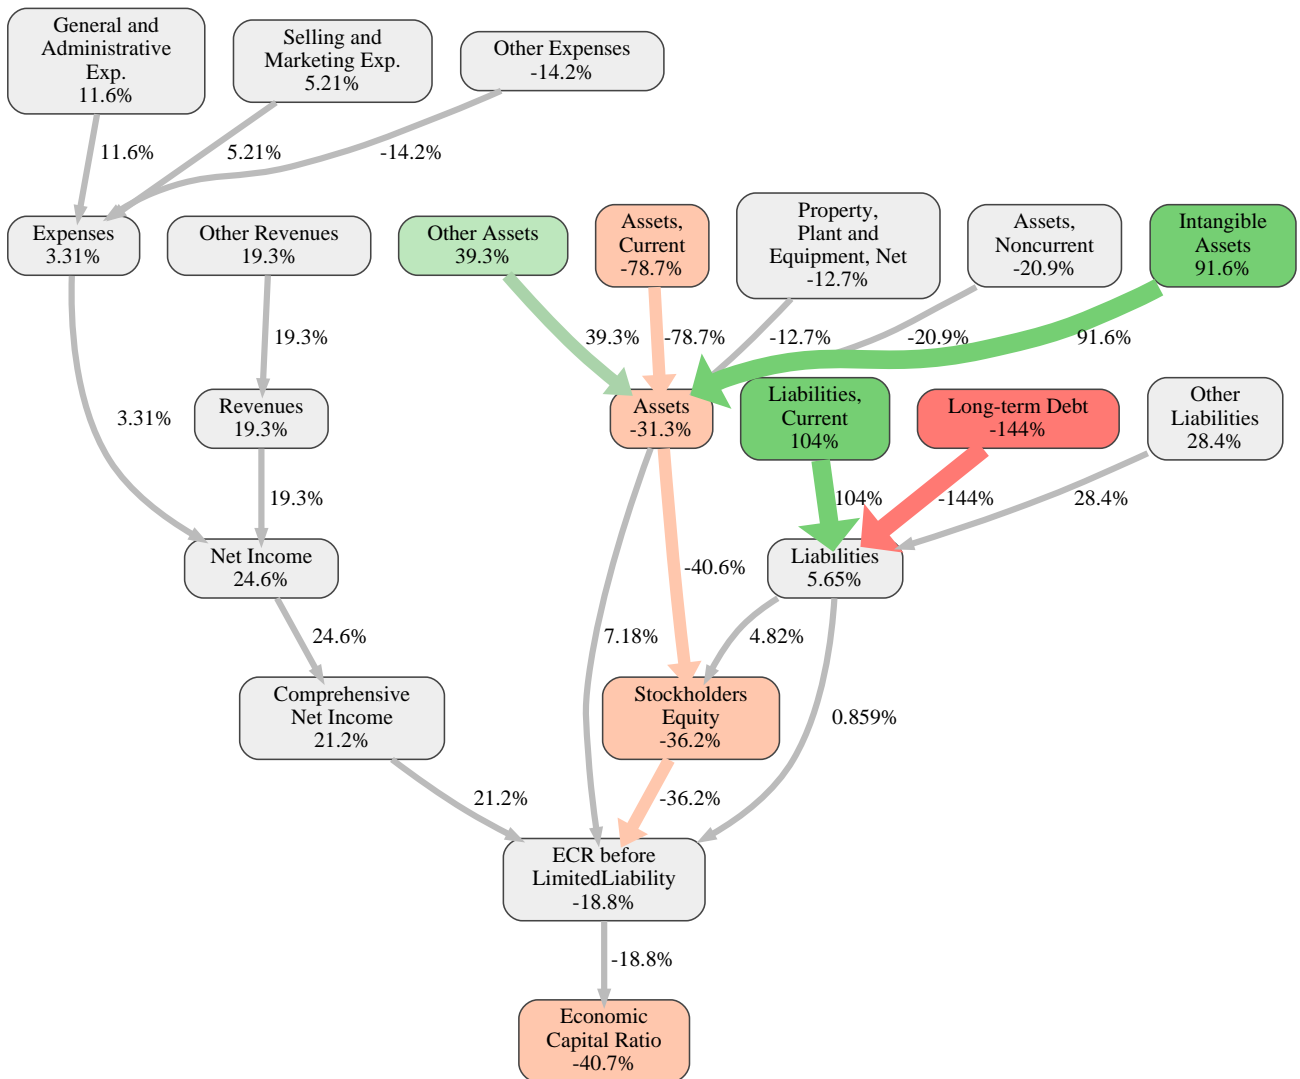 General and
Administrative
Exp.
11.6%
Selling and
Marketing Exp.
5.21%
Other Expenses
-14.2%
11.6%
5.21%
-14.2%
Expenses
3.31%
Other Revenues
19.3%
Other Assets
39.3%
Assets,
Current
-78.7%
Property,
Plant and
Equipment, Net
-12.7%
Assets,
Noncurrent
-20.9%
Intangible
Assets
91.6%
19.3%
39.3%
-78.7%
-12.7%
-20.9%
91.6%
3.31%
Revenues
19.3%
Assets
-31.3%
Liabilities,
Current
104%
Long-term Debt
-144%
Other
Liabilities
28.4%
19.3%
104%
-144%
28.4%
Net Income
24.6%
-40.6%
Liabilities
5.65%
24.6%
7.18%
4.82%
Comprehensive
Net Income
21.2%
Stockholders
Equity
-36.2%
0.859%
21.2%
-36.2%
ECR before
LimitedLiability
-18.8%
-18.8%
Economic
Capital Ratio
-40.7%